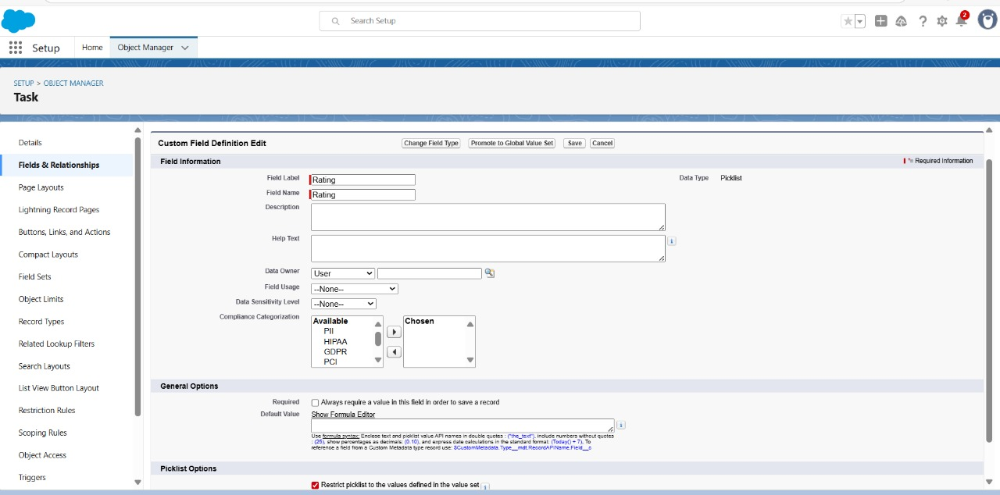 Search Setup
2
Setup
Home
Object Manager
SETUP > OBJECT MANAGER
Task
Details
Fields & Relationships
Page Layouts
Lightning Record Pages
Buttons, Links, and Actions
Compact Layouts
Field Sets
Object Limits
Record Types
Related Lookup Filters
Search Layouts
List View Button Layout
Restriction Rules
Scoping Rules
Object Access
Triggers
Custom Field Definition Edit
Change Field Type
Promote to Global Value Set
Save
Cancel
Field Information
= Required Information
Field Label
Rating
Data Type
Picklist
Field Name
Rating
Description
Help Text
i
Data Owner
User
Field Usage
--None--
Data Sensitivity Level
--None--
Compliance Categorization
Available
PII
HIPAA
GDPR
PCI
Chosen
General Options
Required
Always require a value in this field in order to save a record
Default Value
Show Formula Editor
i
Use formula syntax: Enclose text and picklist value API names in double quotes : ("the_text"), include numbers without quotes
: (25), show percentages as decimals: (0.10), and express date calculations in the standard format: (Today() + 7), To
reference a field from a Custom Metadata type record use: $CustomMetadata.Type__mdt.RecordAPIName.Field__c
Picklist Options
Restrict picklist to the values defined in the value set
i